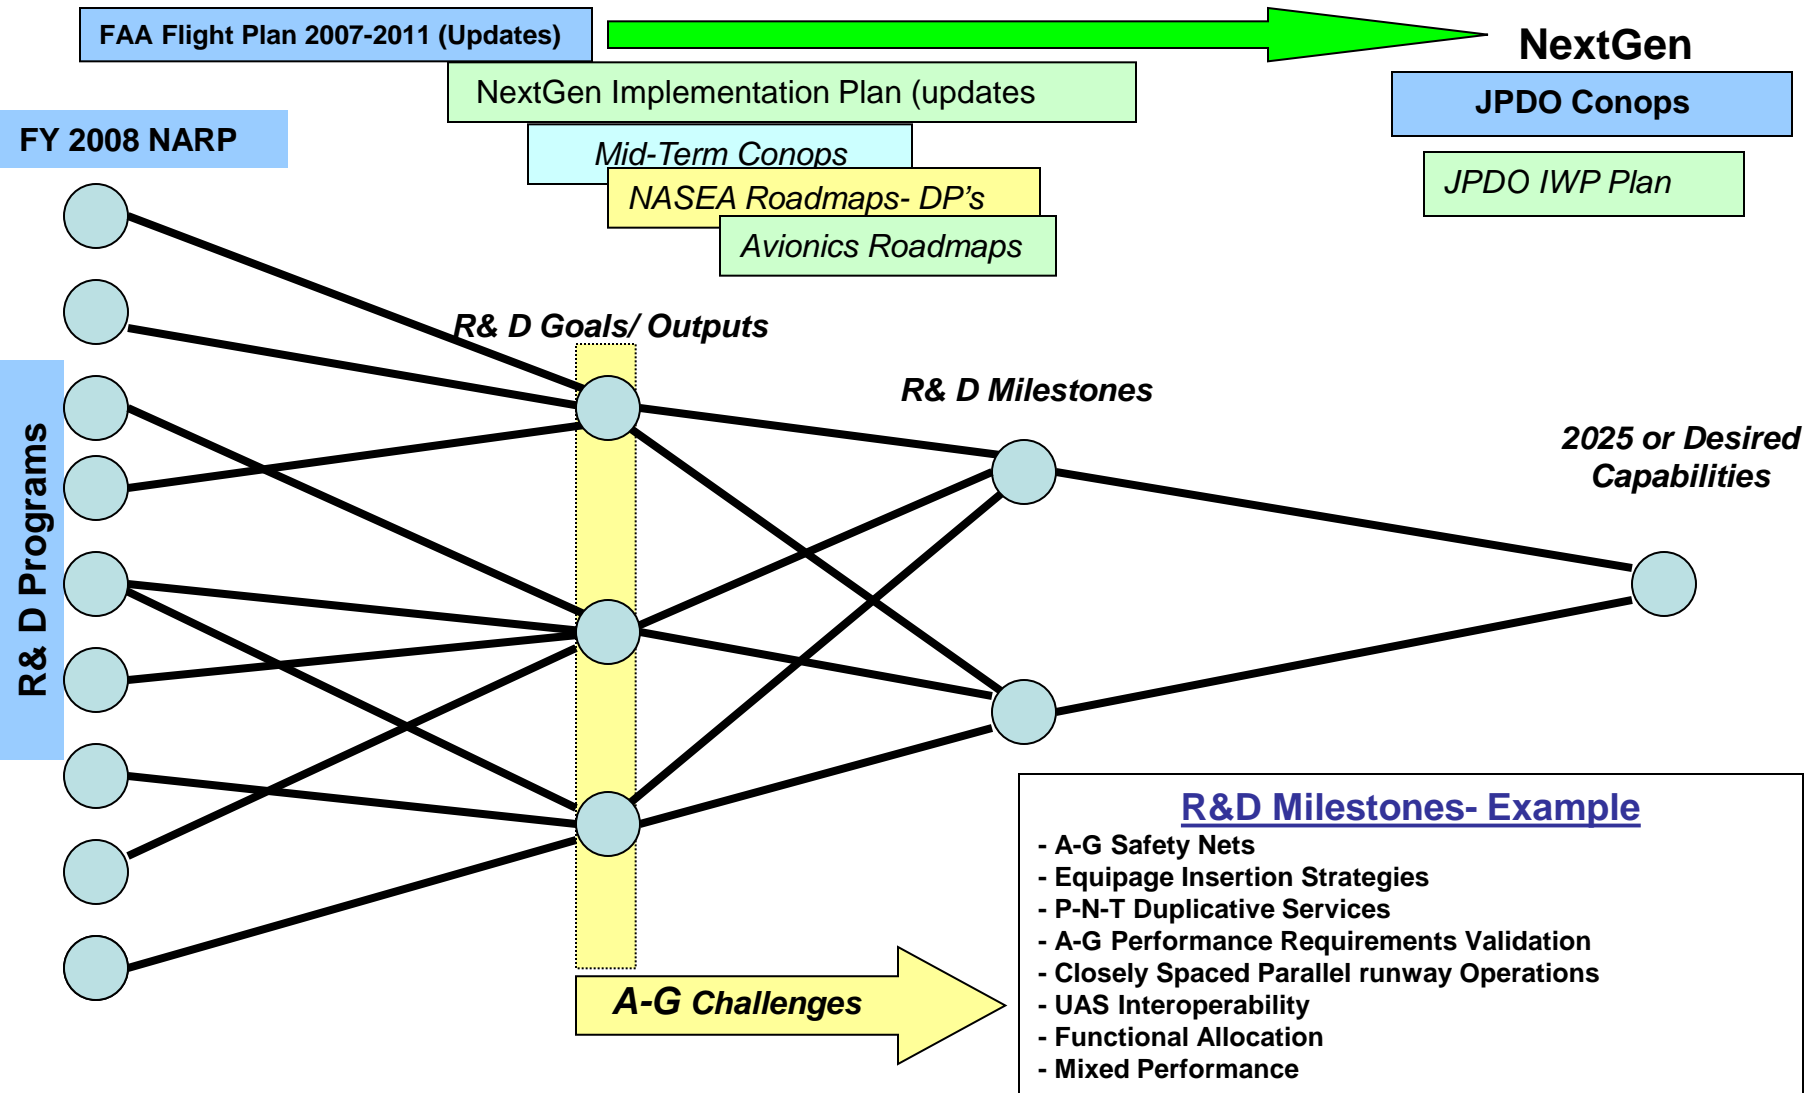 FAA Flight Plan 2007-2011 (Updates)
NextGen
NextGen Implementation Plan (updates
JPDO Conops
FY 2008 NARP
Mid-Term Conops
JPDO IWP Plan
NASEA Roadmaps- DP’s
Avionics Roadmaps
R& D Goals/ Outputs
R& D Milestones
2025 or Desired
Capabilities
R& D Programs
A-G Challenges
R&D Milestones- Example
- A-G Safety Nets
- Equipage Insertion Strategies
- P-N-T Duplicative Services
- A-G Performance Requirements Validation
- Closely Spaced Parallel runway Operations
- UAS Interoperability
- Functional Allocation
- Mixed Performance